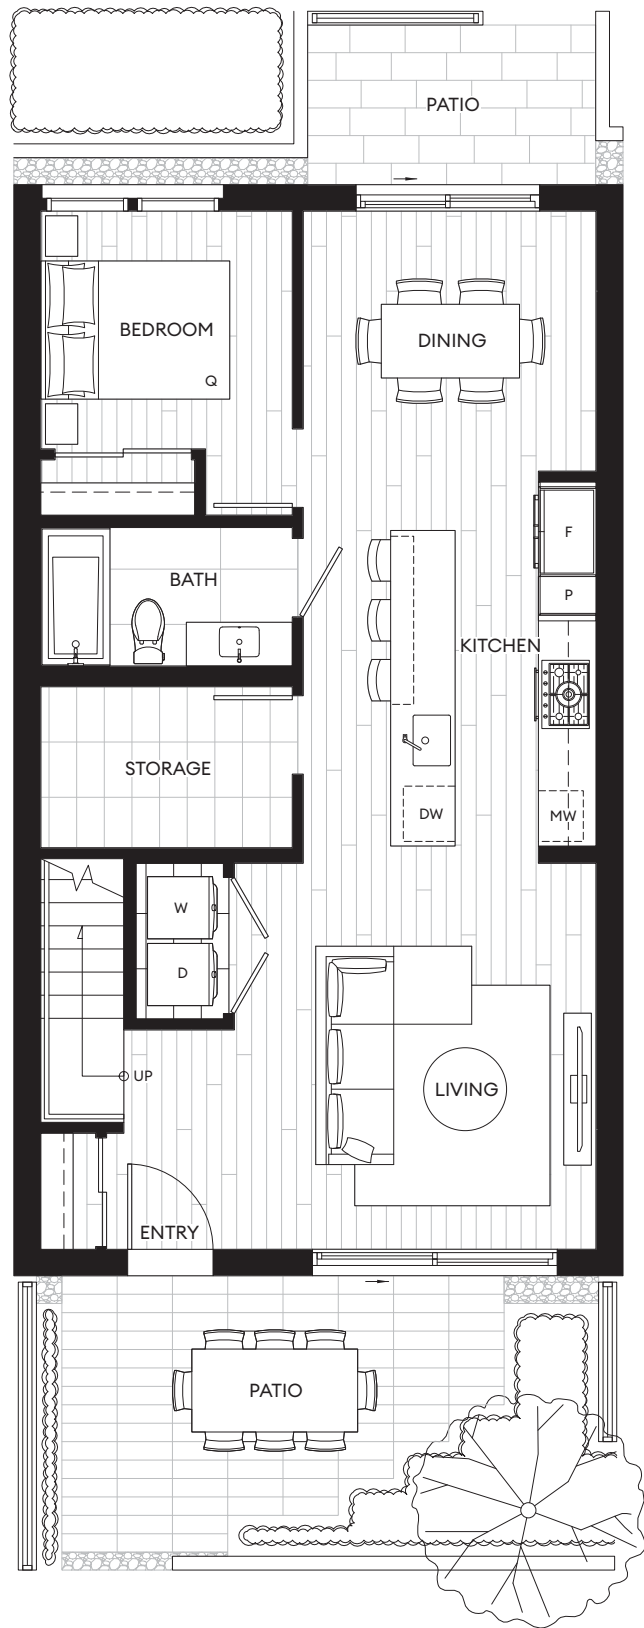 PATIO
BEDROOM
DINING
Q
F
BATH
P
KITCHEN
STORAGE
DW
MW
W
D
UP
LIVING
ENTRY
PATIO